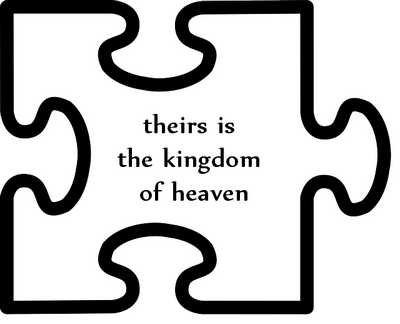 theirs is
the kingdom
of heaven